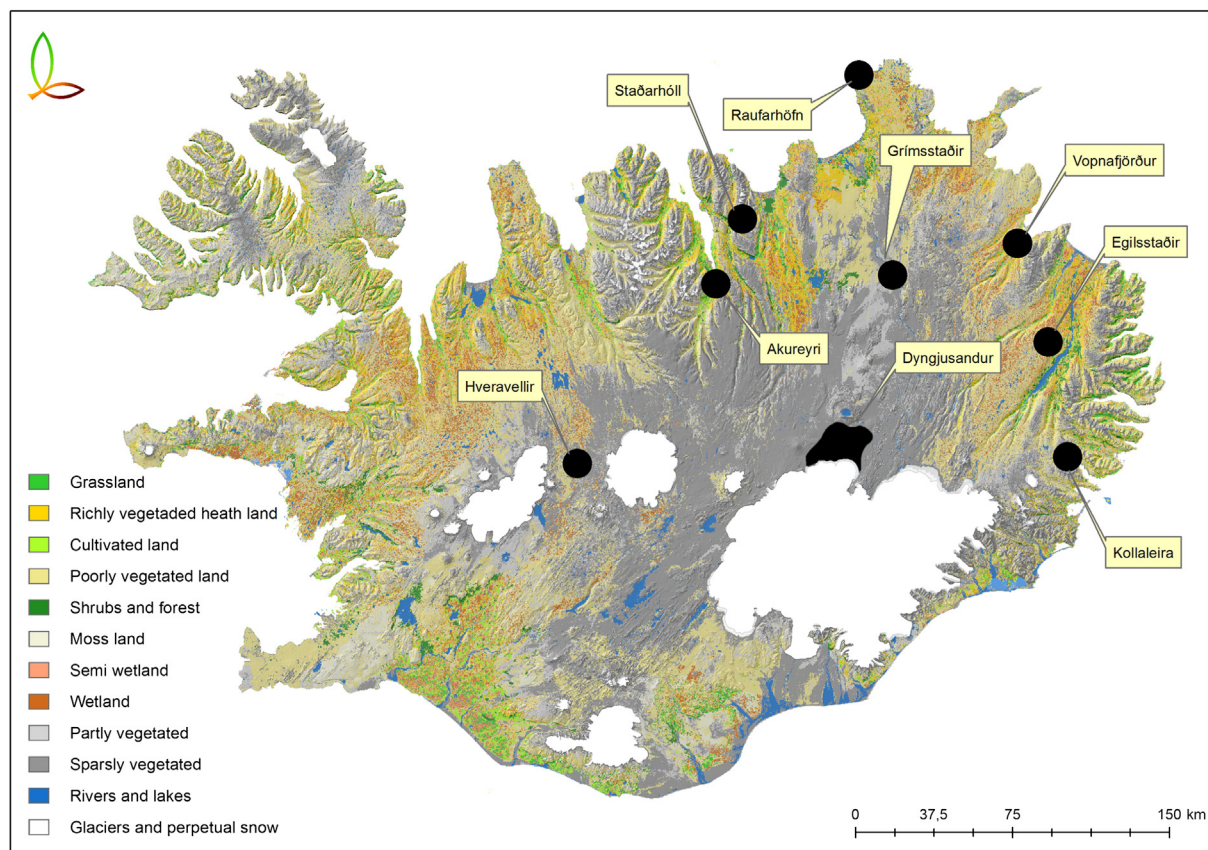 Staðarhóll
Raufarhöfn
Grímsstaðir
Vopnafjörður
Egilsstaðir
Akureyri
Dyngjusandur
Hveravellir
Kollaleira
Grassland
Richly vegetaded heath land
Cultivated land
Poorly vegetated land
Shrubs and forest
Moss land
Semi wetland
Wetland
Partly vegetated
Sparsly vegetated
Rivers and lakes
Glaciers and perpetual snow
0 37,5 75 150 km